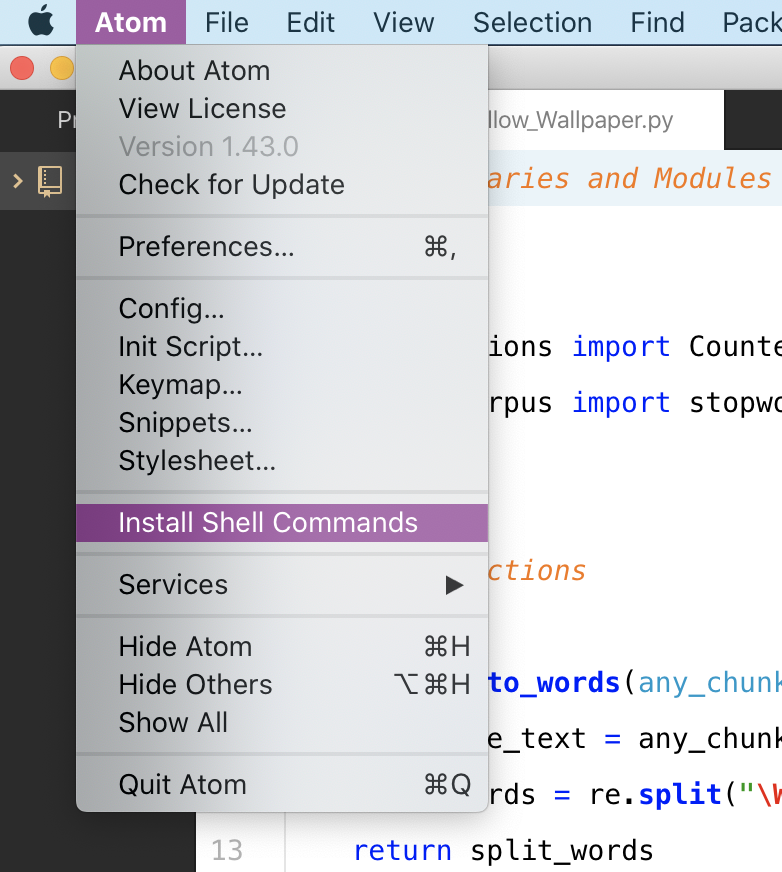 Atom File Edit View Selection Find Pack
About Atom
View License
Version 1.43.0
Check for Update
Preferences... ⌘,
Config...
Init Script...
Keymap...
Snippets...
Stylesheet...
Install Shell Commands
Services ▶
Hide Atom ⌘H
Hide Others ⌥⌘H
Show All
Quit Atom ⌘Q
Pr
llow_Wallpaper.py
aries and Modules
ions import Counte
rpus import stopwo
ctions
to_words(any_chunk
e_text = any_chunk
rds = re.split("\W
13 return split_words